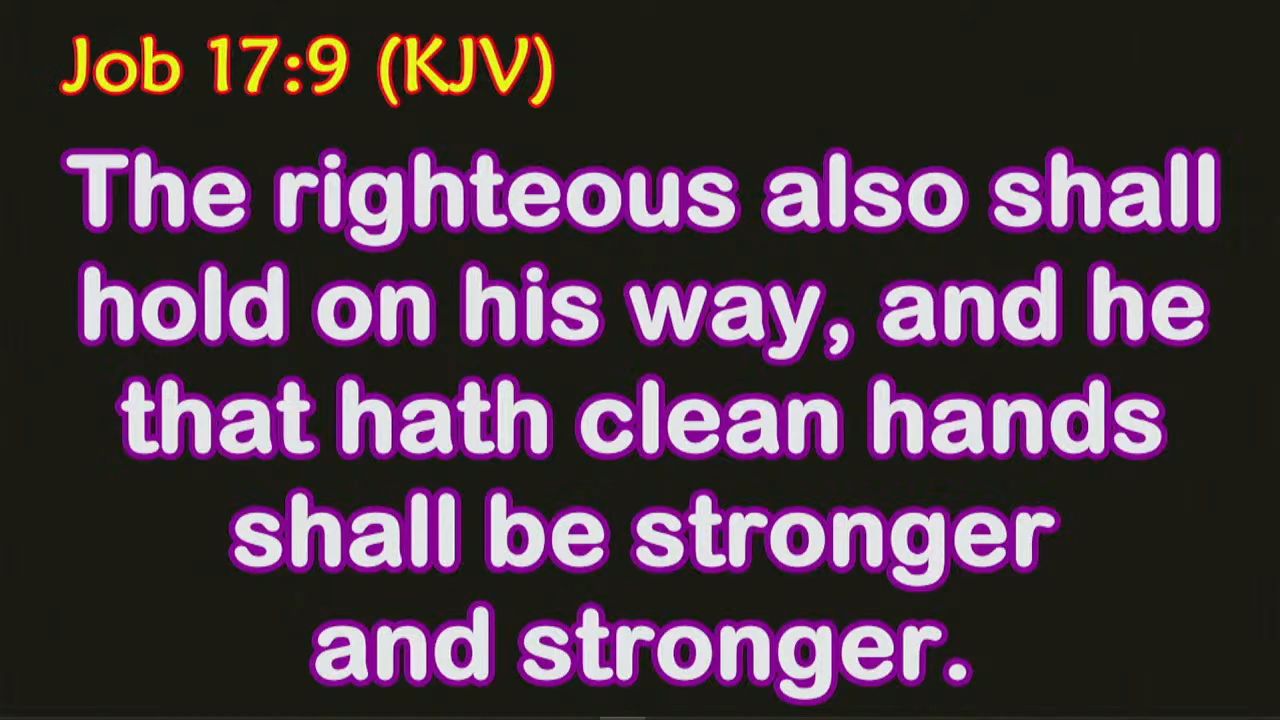 Job 17:9 (KJV)
The righteous also shall
hold on his way, and he
that hath clean hands
shall be stronger
and stronger.